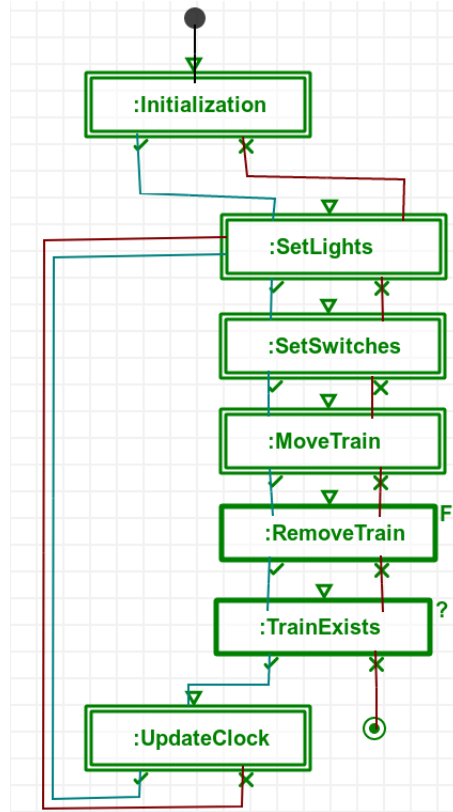 :Initialization
:SetLights
:SetSwitches
:MoveTrain
F
:RemoveTrain
?
:TrainExists
:UpdateClock